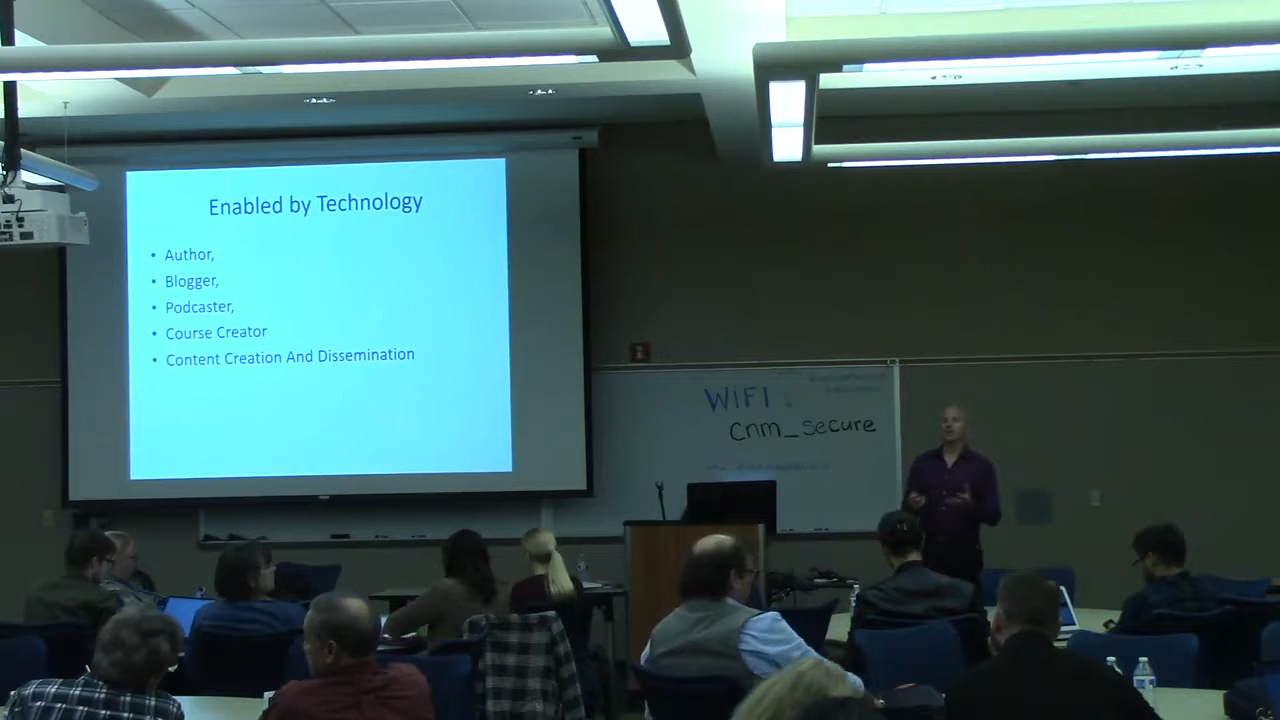 Enabled by Technology
• Author,
• Blogger,
• Podcaster,
• Course Creator
• Content Creation And Dissemination
WIFI
Cnm_secure